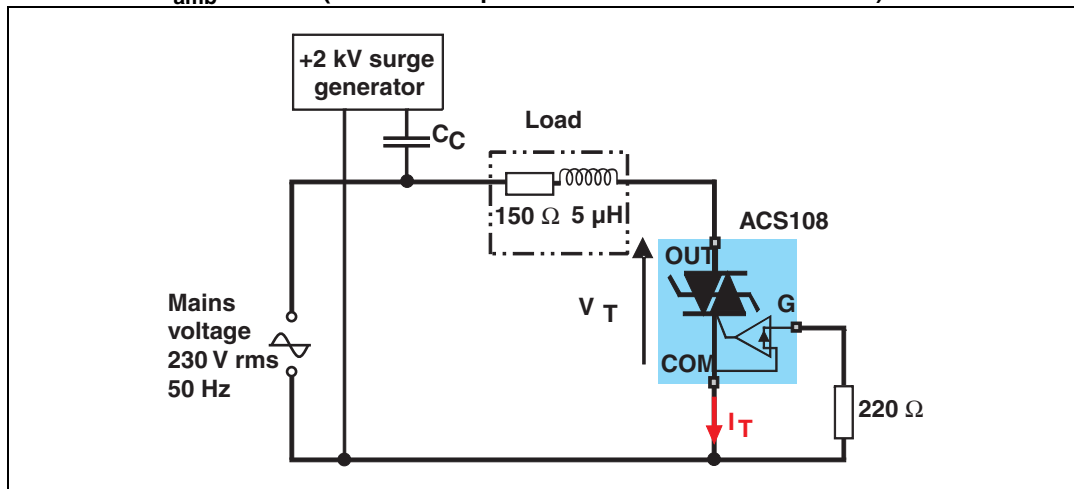 amb
+2 kV surge
generator
CC
Load
150 Ω 5 µH
ACS108
OUT
G
VT
Mains
voltage
230 V rms
50 Hz
COM
220 Ω
IT